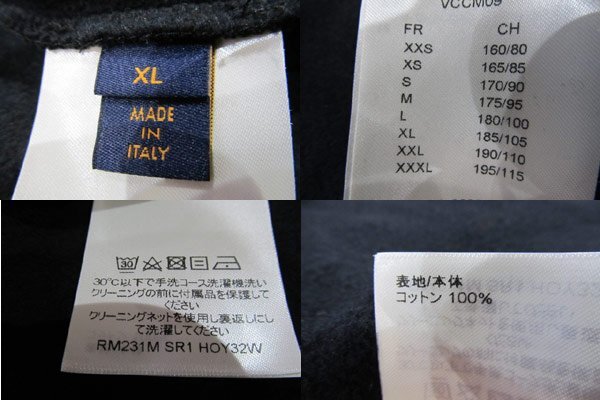 XL
MADE
IN
ITALY
VCCM09
FR CH
XXS 160/80
XS 165/85
S 170/90
M 175/95
L 180/100
XL 185/105
XXL 190/110
XXXL 195/115
30
30℃以下で手洗コース洗濯機洗い
クリーニングの前に付属品を保護して
ください
クリーニングネットを使用し裏返しにし
て洗濯してください
RM231M SR1 HOY32W
表地/本体
コットン 100%